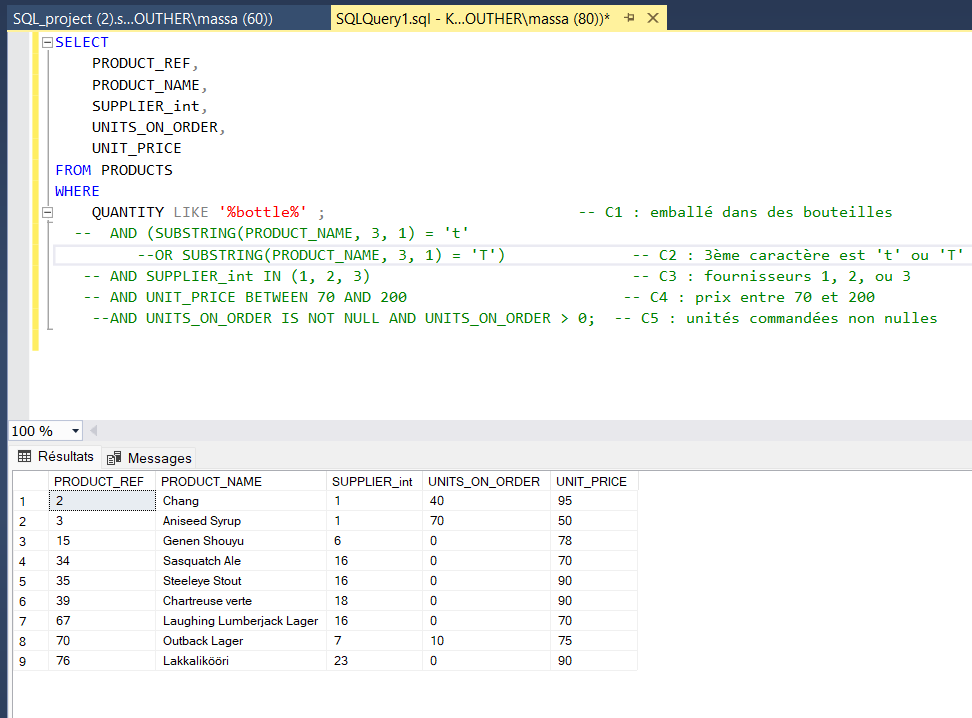 SQL_project (2).s...OUTHER\massa (60))
SQLQuery1.sql - K...OUTHER\massa (80))*
SELECT
PRODUCT_REF,
PRODUCT_NAME,
SUPPLIER_int,
UNITS_ON_ORDER,
UNIT_PRICE
FROM PRODUCTS
WHERE
QUANTITY LIKE '%bottle%' ; -- C1 : emballé dans des bouteilles
-- AND (SUBSTRING(PRODUCT_NAME, 3, 1) = 't'
--OR SUBSTRING(PRODUCT_NAME, 3, 1) = 'T') -- C2 : 3ème caractère est 't' ou 'T'
-- AND SUPPLIER_int IN (1, 2, 3) -- C3 : fournisseurs 1, 2, ou 3
-- AND UNIT_PRICE BETWEEN 70 AND 200 -- C4 : prix entre 70 et 200
--AND UNITS_ON_ORDER IS NOT NULL AND UNITS_ON_ORDER > 0; -- C5 : unités commandées non nulles
100 %
Résultats Messages
PRODUCT_REF PRODUCT_NAME SUPPLIER_int UNITS_ON_ORDER UNIT_PRICE
1 2 Chang 1 40 95
2 3 Aniseed Syrup 1 70 50
3 15 Genen Shouyu 6 0 78
4 34 Sasquatch Ale 16 0 70
5 35 Steeleye Stout 16 0 90
6 39 Chartreuse verte 18 0 90
7 67 Laughing Lumberjack Lager 16 0 70
8 70 Outback Lager 7 10 75
9 76 Lakkalikööri 23 0 90